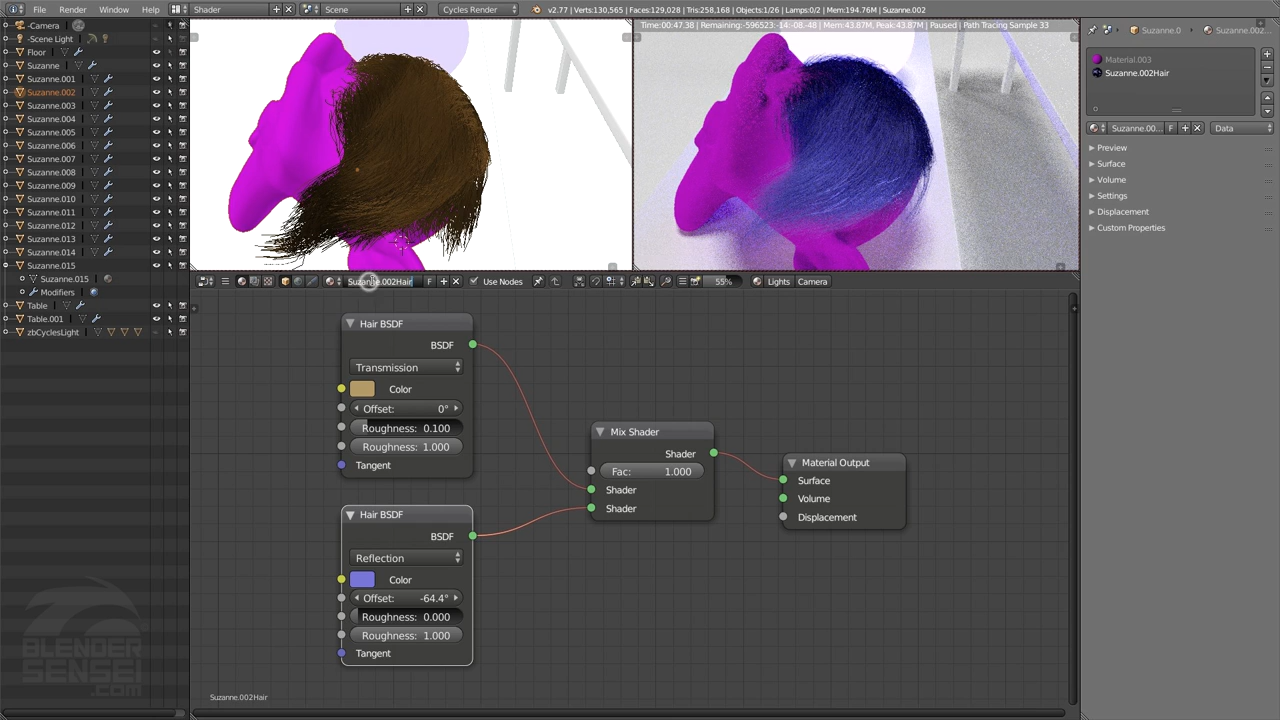 File Render Window Help Shader Scene Cycles Render v2.77 | Verts:130,565 | Faces:129,028 | Tris:258,168 | Objects:1/26 | Lamps:0/2 | Mem:194.76M | Suzanne.002
-Camera
Scene Lights
Floor
Suzanne
Suzanne.001
Suzanne.002
Suzanne.003
Suzanne.004
Suzanne.005
Suzanne.006
Suzanne.007
Suzanne.008
Suzanne.009
Suzanne.010
Suzanne.011
Suzanne.012
Suzanne.013
Suzanne.014
Suzanne.015
Suzanne.015
Modifiers
Table
Table.001
zbCyclesLight
BLENDER
SENSEI
.COM
Time:00:47.38 | Remaining:-596523:-14:-08.-48 | Mem:43.87M, Peak:43.87M | Paused | Path Tracing Sample 33
Suzanne.002Hair F Use Nodes 55% Lights Camera
Hair BSDF
BSDF
Transmission
Color
Offset: 0°
Roughness: 0.100
Roughness: 1.000
Tangent
Hair BSDF
BSDF
Reflection
Color
Offset: -64.4°
Roughness: 0.000
Roughness: 1.000
Tangent
Mix Shader
Shader
Fac: 1.000
Shader
Shader
Material Output
Surface
Volume
Displacement
Suzanne.002Hair
Suzanne.0 Suzanne.002...
Material.003
Suzanne.002Hair
Suzanne.00... F Data
Preview
Surface
Volume
Settings
Displacement
Custom Properties